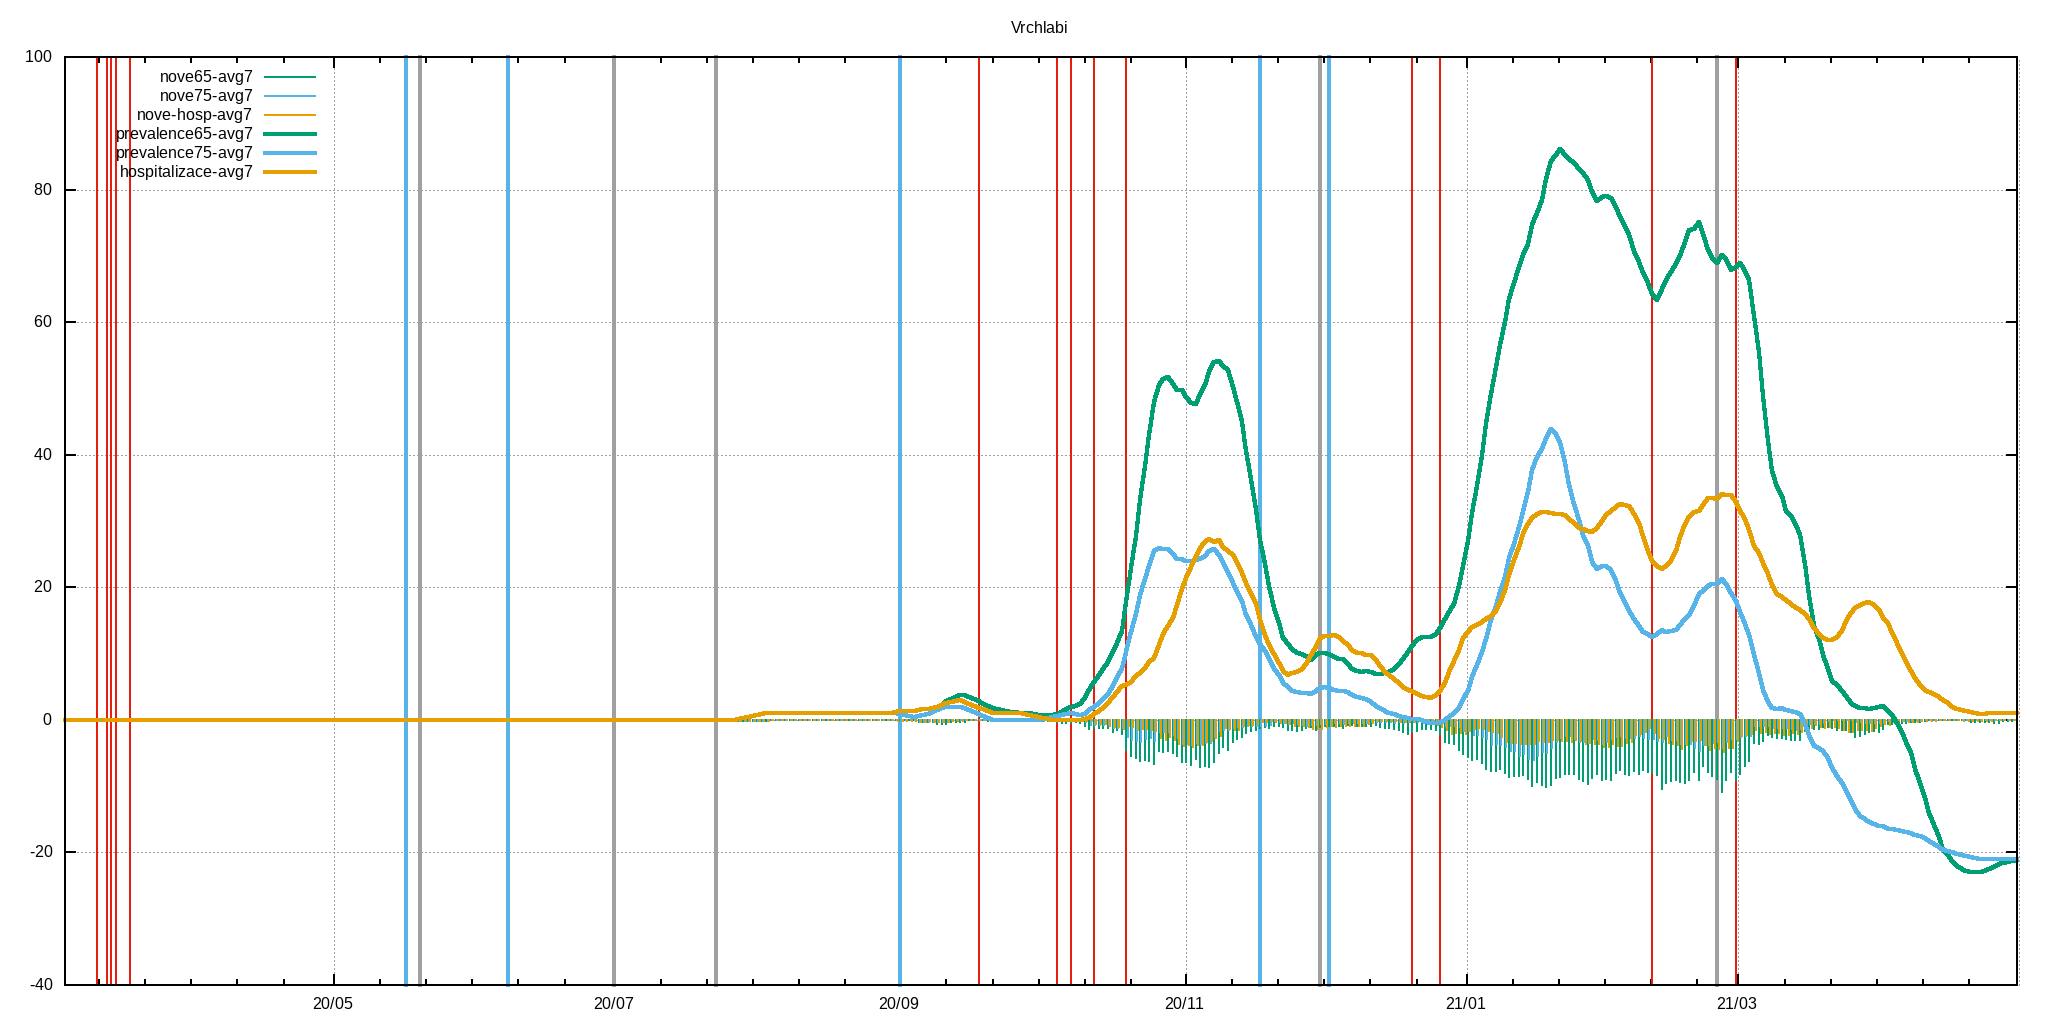 Vrchlabi
100
80
60
40
20
0
-20
-40
nove65-avg7
nove75-avg7
nove-hosp-avg7
prevalence65-avg7
prevalence75-avg7
hospitalizace-avg7
20/05 20/07 20/09 20/11 21/01 21/03